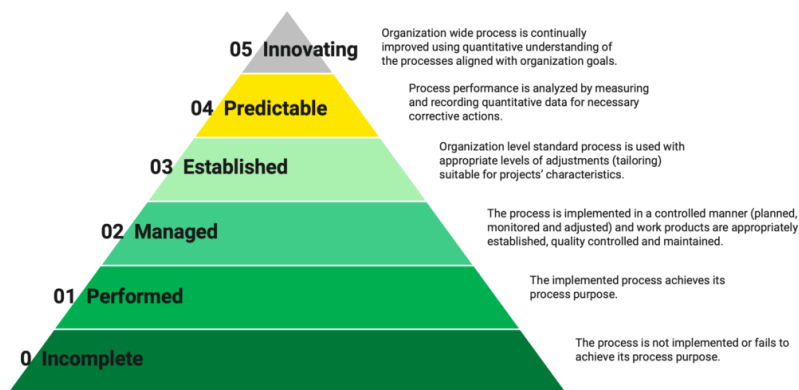 05 Innovating
Organization wide process is continually
improved using quantitative understanding of
the processes aligned with organization goals.
04 Predictable
Process performance is analyzed by measuring
and recording quantitative data for necessary
corrective actions.
03 Established
Organization level standard process is used with
appropriate levels of adjustments (tailoring)
suitable for projects' characteristics.
02 Managed
The process is implemented in a controlled manner (planned,
monitored and adjusted) and work products are appropriately
established, quality controlled and maintained.
01 Performed
The implemented process achieves its
process purpose.
0 Incomplete
The process is not implemented or fails to
achieve its process purpose.